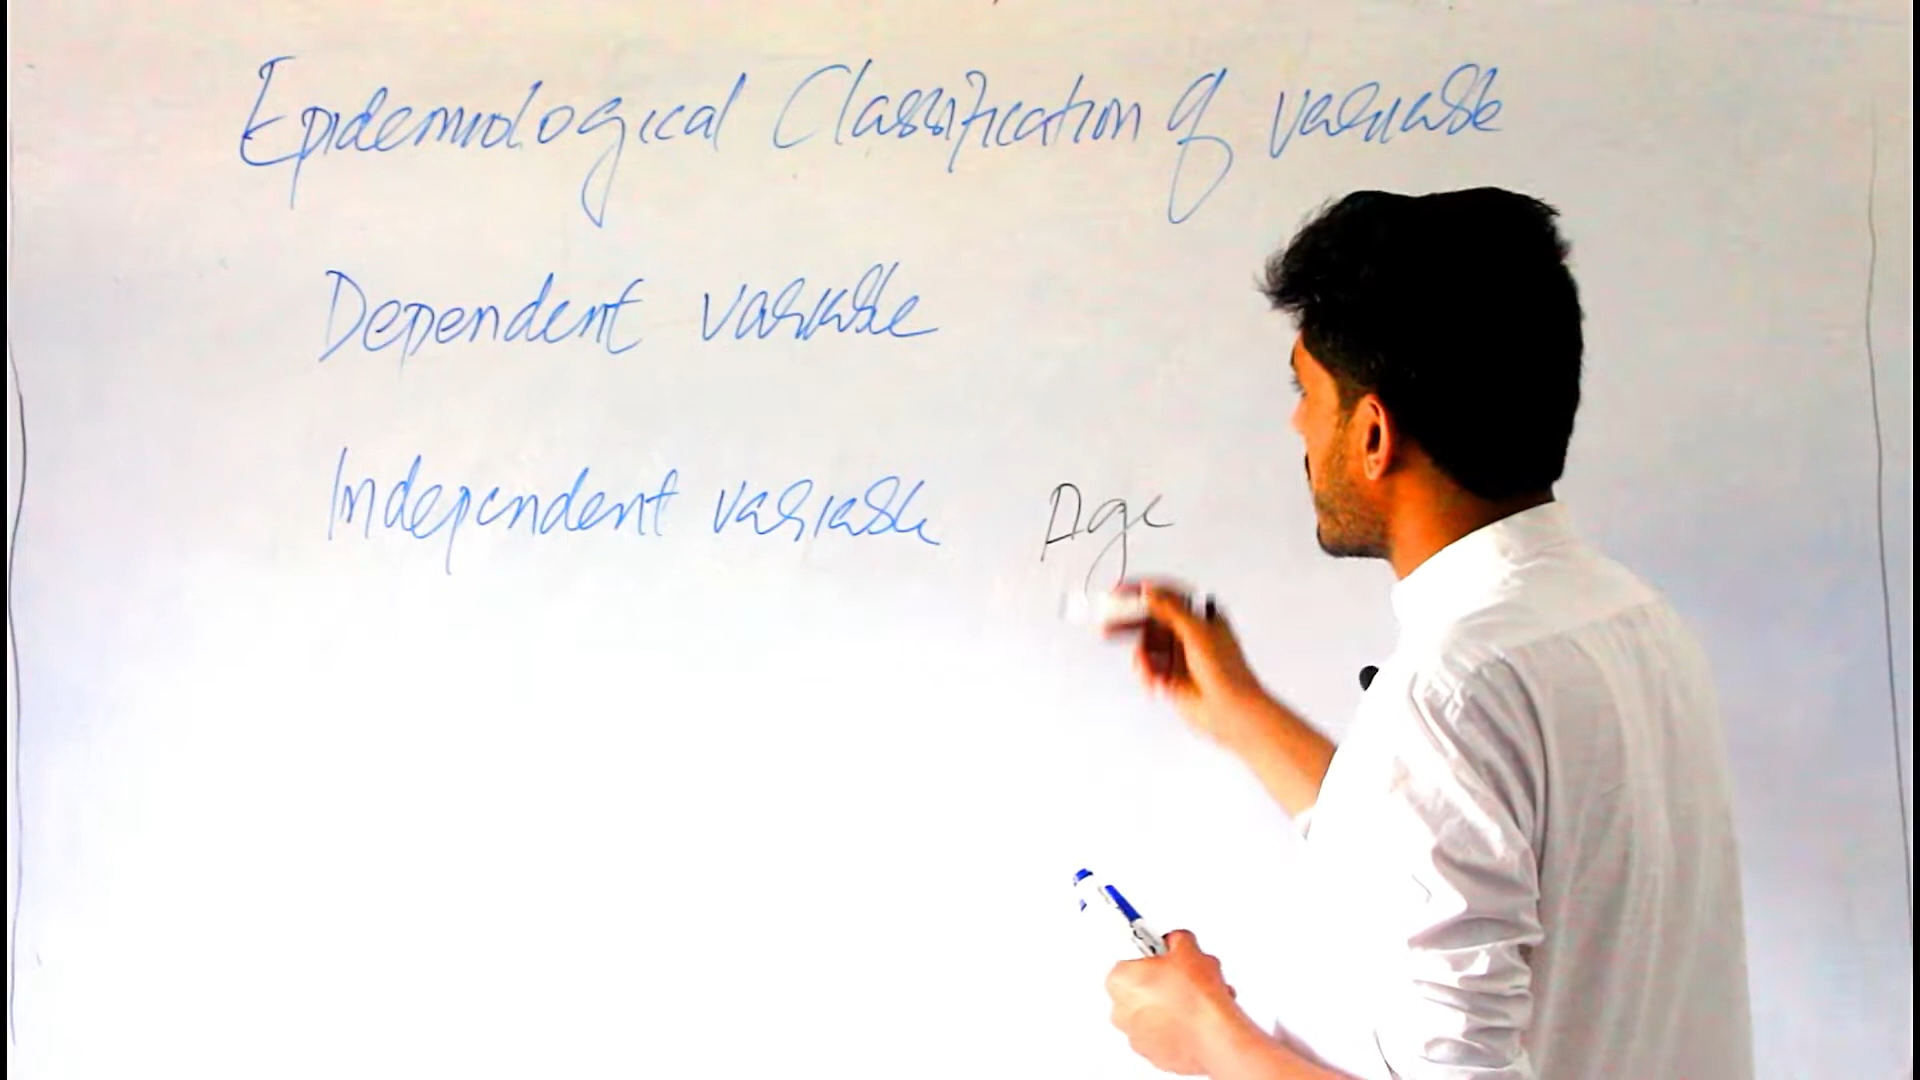 Epidemiological Classification of variable
Dependent variable
Independent variable Age